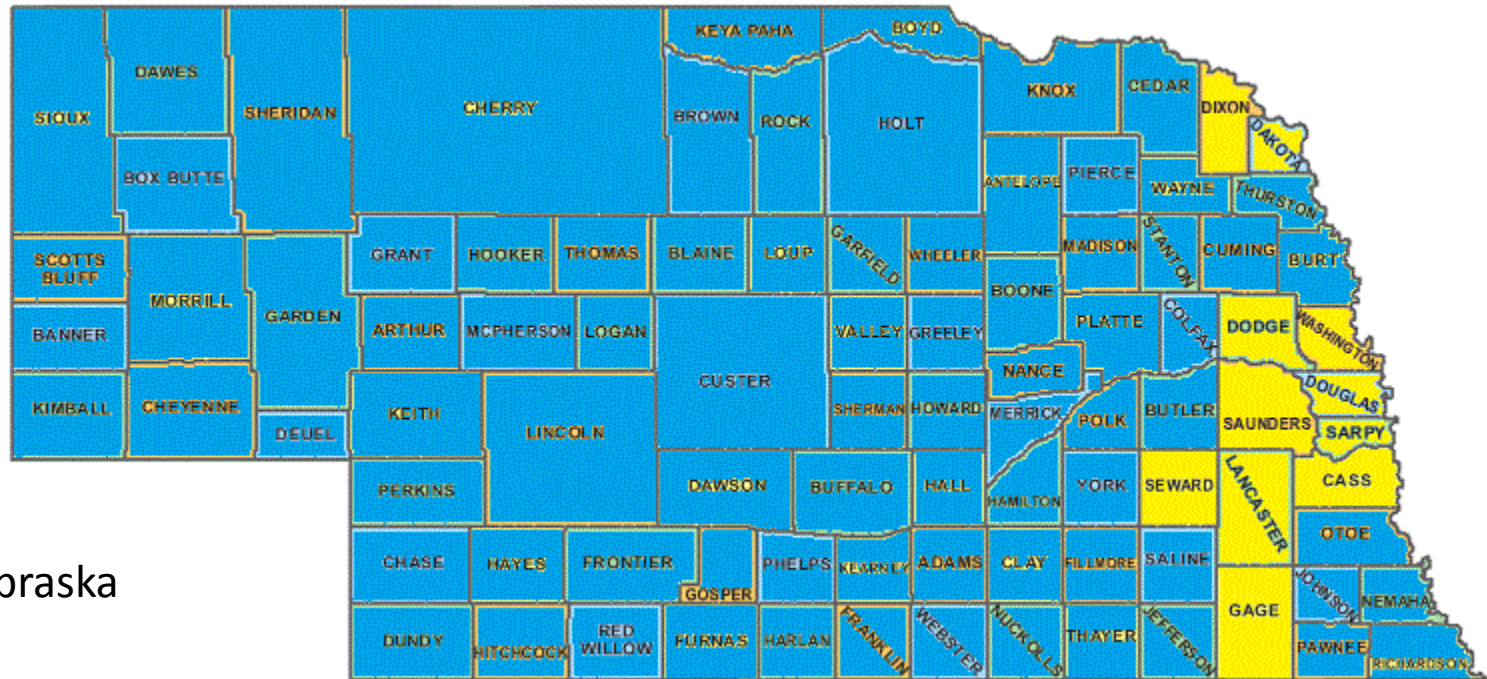 KEYA PAHA
BOYD
DAWES
SIOUX
SHERIDAN
CHERRY
BROWN
ROCK
HOLT
KNOX
CEDAR
DIXON
DAKOTA
BOX BUTTE
ANTELOPE
PIERCE
WAYNE
THURSTON
SCOTTS
BLUFF
MORRILL
GRANT
HOOKER
THOMAS
BLAINE
LOUP
GARFIELD
WHEELER
MADISON
STANTON
CUMING
BURT
BOONE
BANNER
GARDEN
ARTHUR
MCPHERSON
LOGAN
VALLEY
GREELEY
PLATTE
COLFAX
DODGE
WASHINGTON
NANCE
CUSTER
KIMBALL
CHEYENNE
DEUEL
KEITH
LINCOLN
SHERMAN
HOWARD
MERRICK
POLK
BUTLER
SAUNDERS
DOUGLAS
SARPY
PERKINS
DAWSON
BUFFALO
HALL
HAMILTON
YORK
SEWARD
LANCASTER
CASS
OTOE
CHASE
HAYES
FRONTIER
GOSPER
PHELPS
KEARNEY
ADAMS
CLAY
FILLMORE
SALINE
braska
GAGE
JOHNSON
NEMAHA
DUNDY
HITCHCOCK
RED
WILLOW
FURNAS
HARLAN
FRANKLIN
WEBSTER
NUCKOLLS
THAYER
JEFFERSON
PAWNEE
RICHARDSON